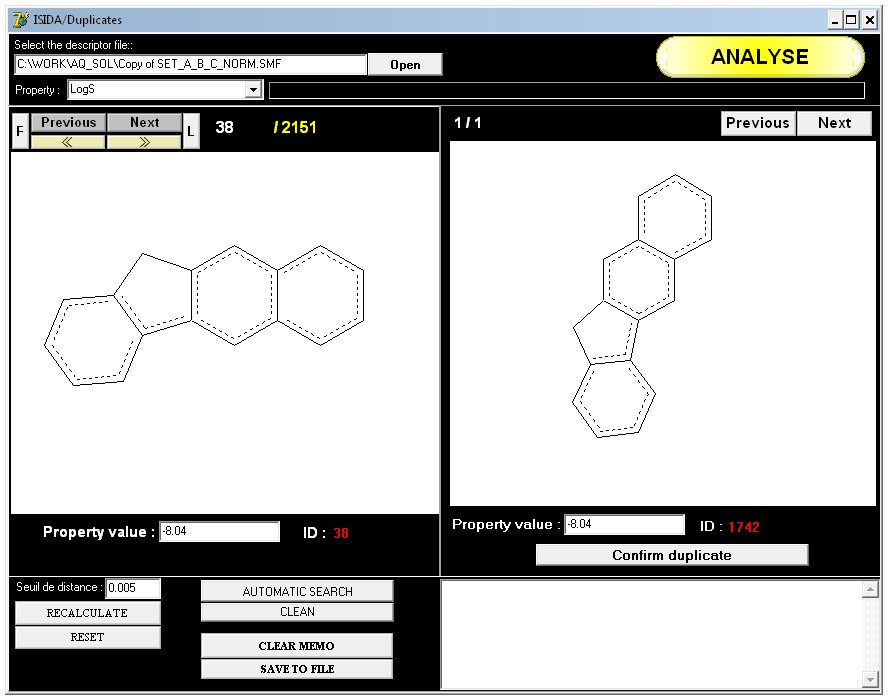 ISIDA/Duplicates
Select the descriptor file::
C:\WORK\AQ_SOL\Copy of SET_A_B_C_NORM.SMF
Open
ANALYSE
Property :
LogS
F
Previous
Next
L
<<
>>
38
/ 2151
1 / 1
Previous
Next
Property value :
-8.04
ID : 38
Property value :
-8.04
ID : 1742
Confirm duplicate
Seuil de distance :
0.005
RECALCULATE
RESET
AUTOMATIC SEARCH
CLEAN
CLEAR MEMO
SAVE TO FILE